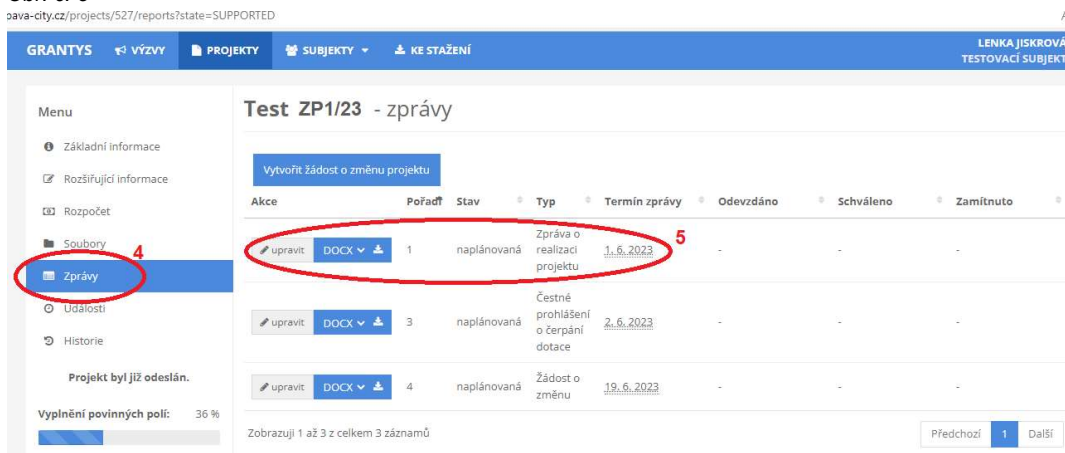 pava-city.cz/projects/527/reports?state=SUPPORTED
GRANTYS VÝZVY PROJEKTY SUBJEKTY KE STAŽENÍ LENKA JISKROVÁ
TESTOVACÍ SUBJEKT
Menu
Základní informace
Rozšiřující informace
Rozpočet
Soubory
4
Zprávy
Události
Historie
Projekt byl již odeslán.
Vyplnění povinných polí: 36 %
Test ZP1/23 - zprávy
Vytvořit žádost o změnu projektu
Akce Pořadí Stav Typ Termín zprávy Odevzdáno Schváleno Zamítnuto
upravit DOCX 1 naplánovaná Zpráva o realizaci projektu 1. 6. 2023 - - -
5
upravit DOCX 3 naplánovaná Čestné prohlášení o čerpání dotace 2. 6. 2023 - - -
upravit DOCX 4 naplánovaná Žádost o změnu 19. 6. 2023 - - -
Zobrazuji 1 až 3 z celkem 3 záznamů
Předchozí 1 Další